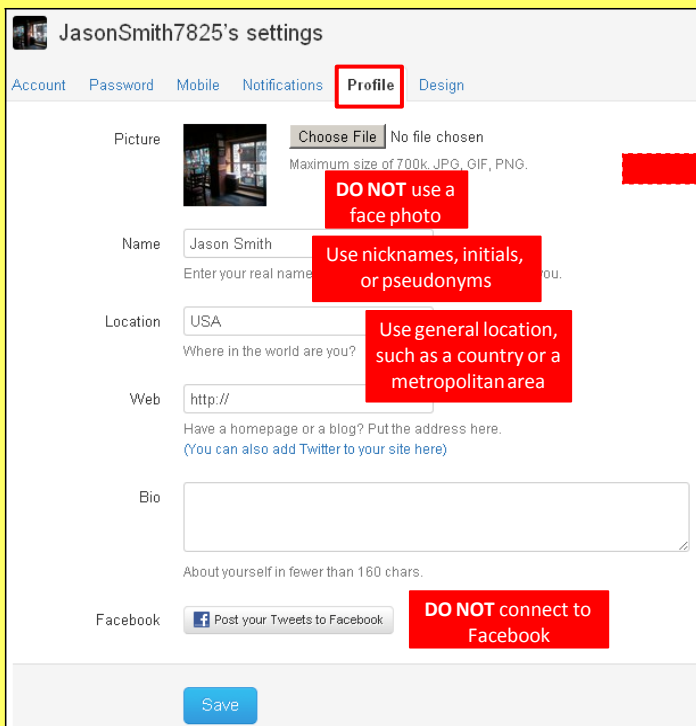 JasonSmith7825's settings
Account Password Mobile Notifications Profile Design
Picture
Choose File No file chosen
Maximum size of 700k. JPG, GIF, PNG.
DO NOT use a
face photo
Name
Jason Smith
Use nicknames, initials,
or pseudonyms
Enter your real name ou.
Location
USA
Use general location,
such as a country or a
metropolitan area
Where in the world are you?
Web
http://
Have a homepage or a blog? Put the address here.
(You can also add Twitter to your site here)
Bio
About yourself in fewer than 160 chars.
Facebook
f Post your Tweets to Facebook
DO NOT connect to
Facebook
Save